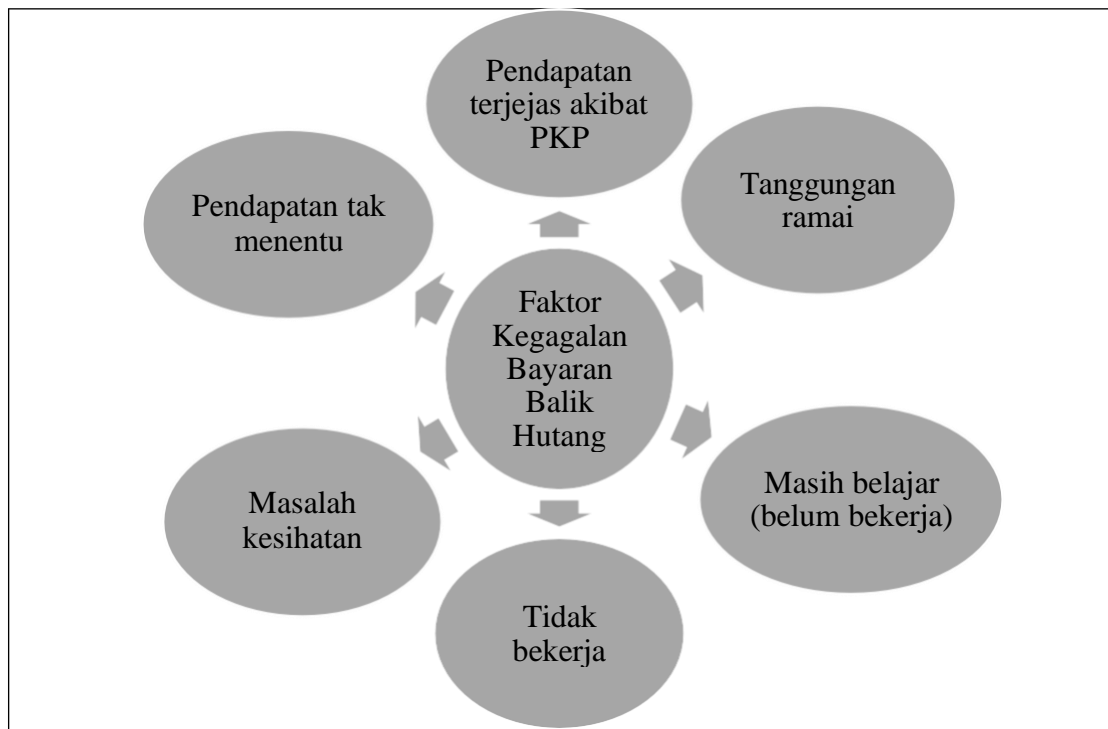 Pendapatan
terjejas akibat
PKP
Tanggungan
ramai
Pendapatan tak
menentu
Faktor
Kegagalan
Bayaran
Balik
Hutang
Masih belajar
(belum bekerja)
Masalah
kesihatan
Tidak
bekerja